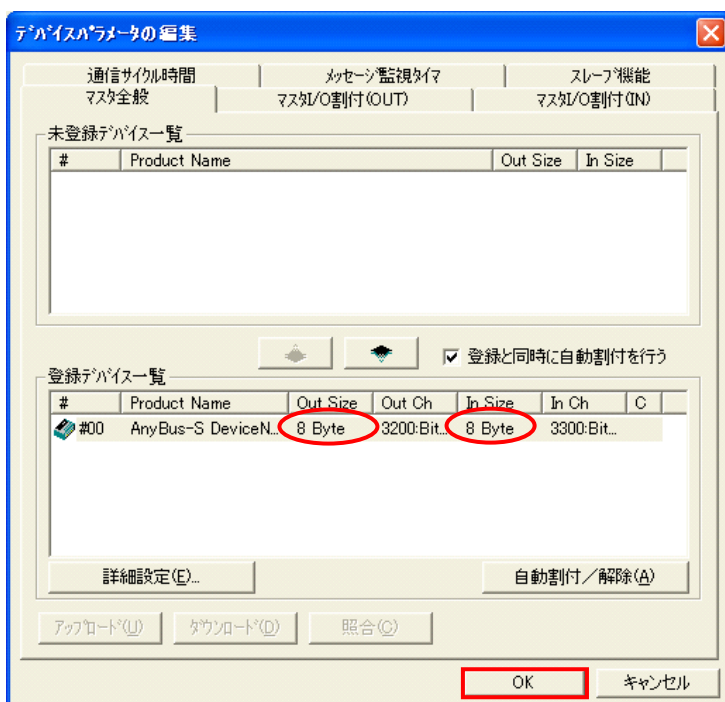 デバイスパラメータの編集
通信サイクル時間 メッセージ監視タイマ スレーブ機能
マスタ全般 マスタI/O割付(OUT) マスタI/O割付(IN)
未登録デバイス一覧
# Product Name Out Size In Size
登録と同時に自動割付を行う
登録デバイス一覧
# Product Name Out Size Out Ch In Size In Ch C
#00 AnyBus-S DeviceN... 8 Byte 3200:Bit... 8 Byte 3300:Bit...
詳細設定(E)... 自動割付/解除(A)
アップロード(U) ダウンロード(D) 照合(C)
OK キャンセル